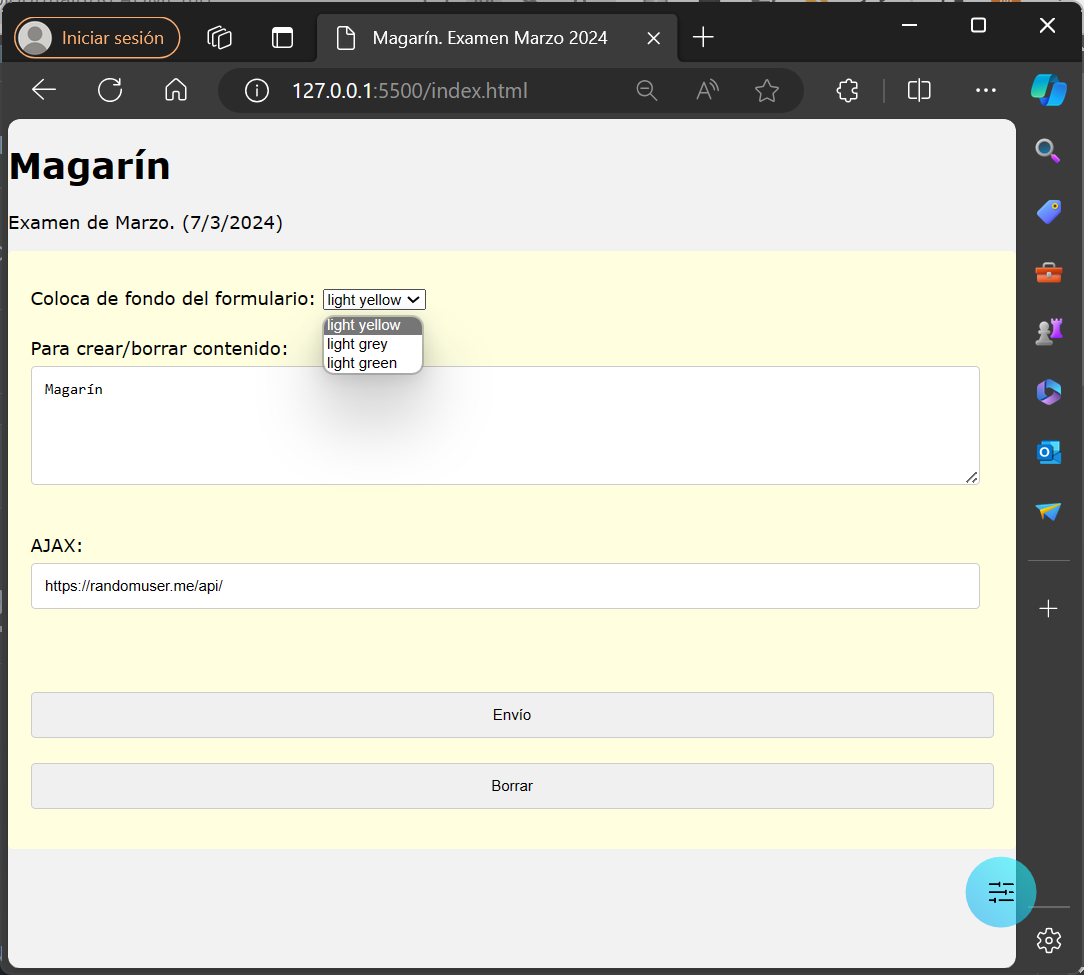 Iniciar sesión
Magarín. Examen Marzo 2024
127.0.0.1:5500/index.html
Magarín
Examen de Marzo. (7/3/2024)
Coloca de fondo del formulario: light yellow
light yellow
light grey
light green
Para crear/borrar contenido:
Magarín
AJAX:
https://randomuser.me/api/
Envío
Borrar